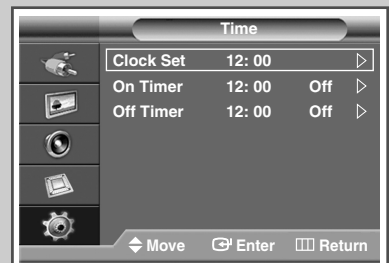 Time
Clock Set 12: 00
On Timer 12: 00 Off
Off Timer 12: 00 Off
Move Enter Return